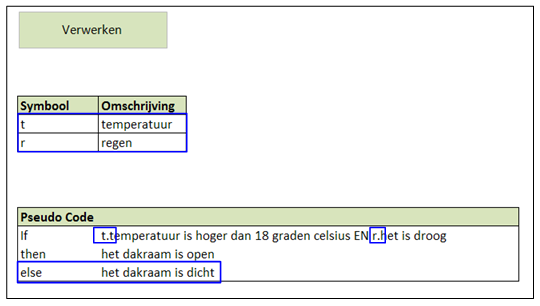 Verwerken
Symbool Omschrijving
t temperatuur
r regen
Pseudo Code
If t.temperatuur is hoger dan 18 graden celsius EN r.het is droog
then het dakraam is open
else het dakraam is dicht